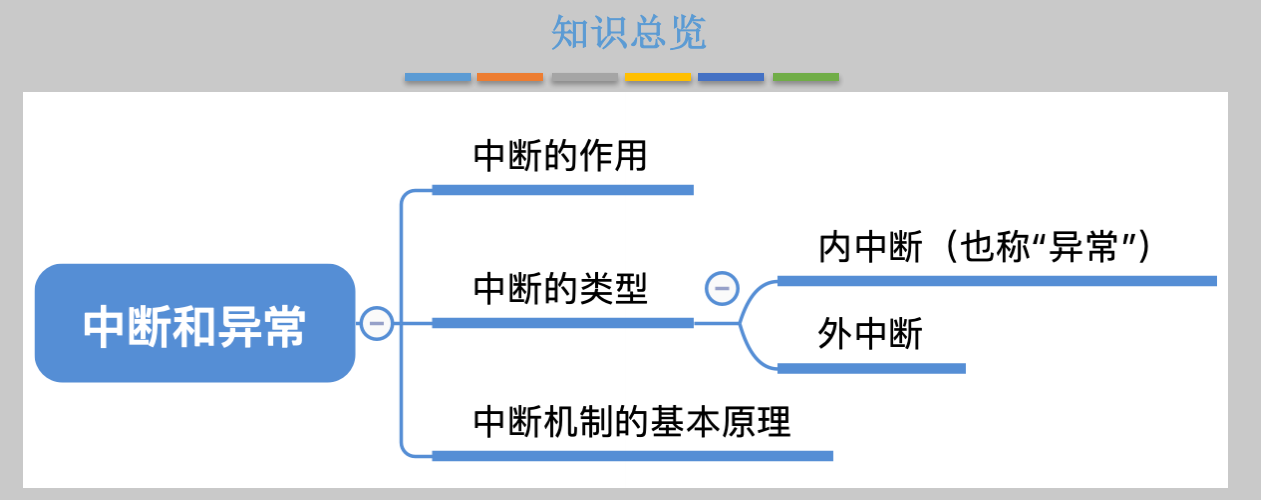 知识总览
中断的作用
内中断（也称“异常”）
中断的类型
外中断
中断和异常
中断机制的基本原理